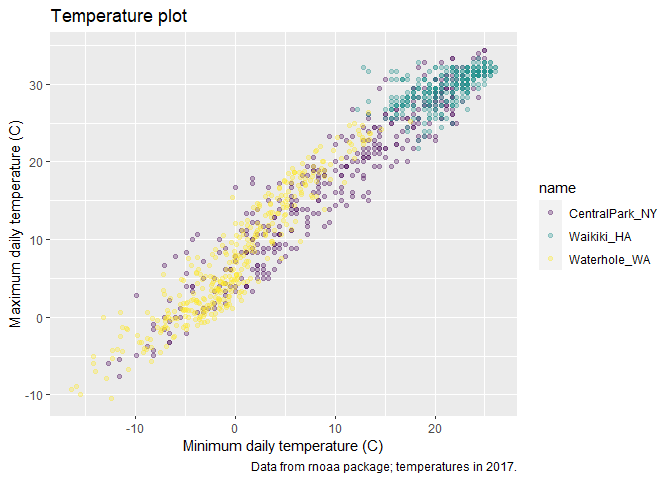 Temperature plot
Maximum daily temperature (C)
30
20
10
0
-10
-10 0 10 20
Minimum daily temperature (C)
Data from rnoaa package; temperatures in 2017.
name
CentralPark_NY
Waikiki_HA
Waterhole_WA